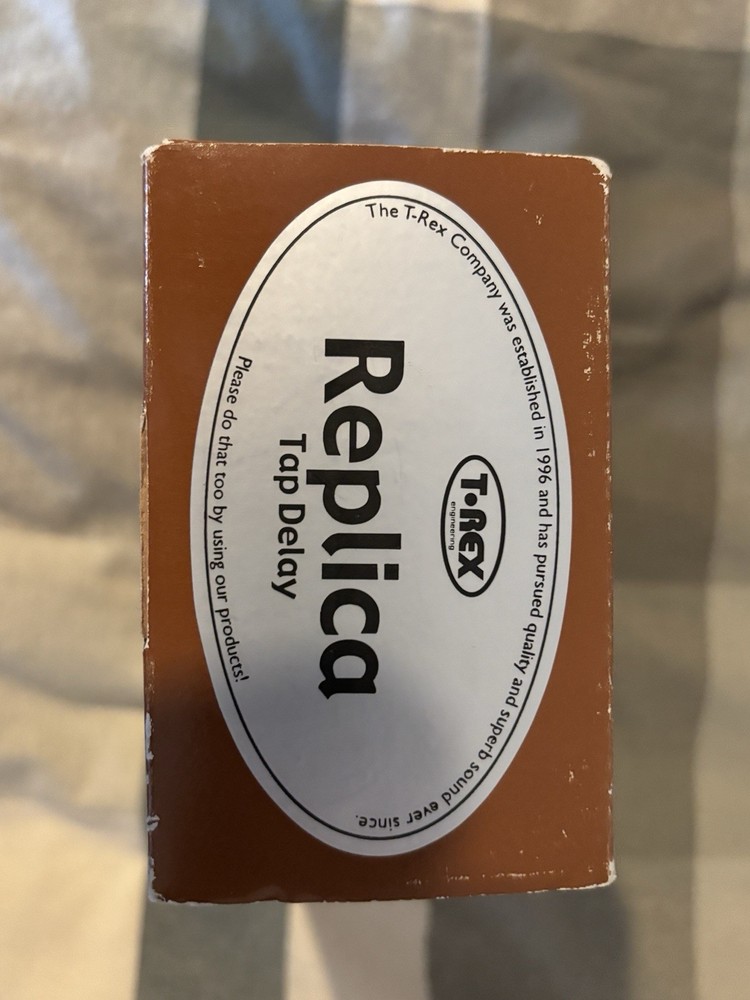 The T-Rex Company was established in 1996 and has pursued quality and superb sound ever since.
T•REX
engineering
Replica
Tap Delay
Please do that too by using our products!